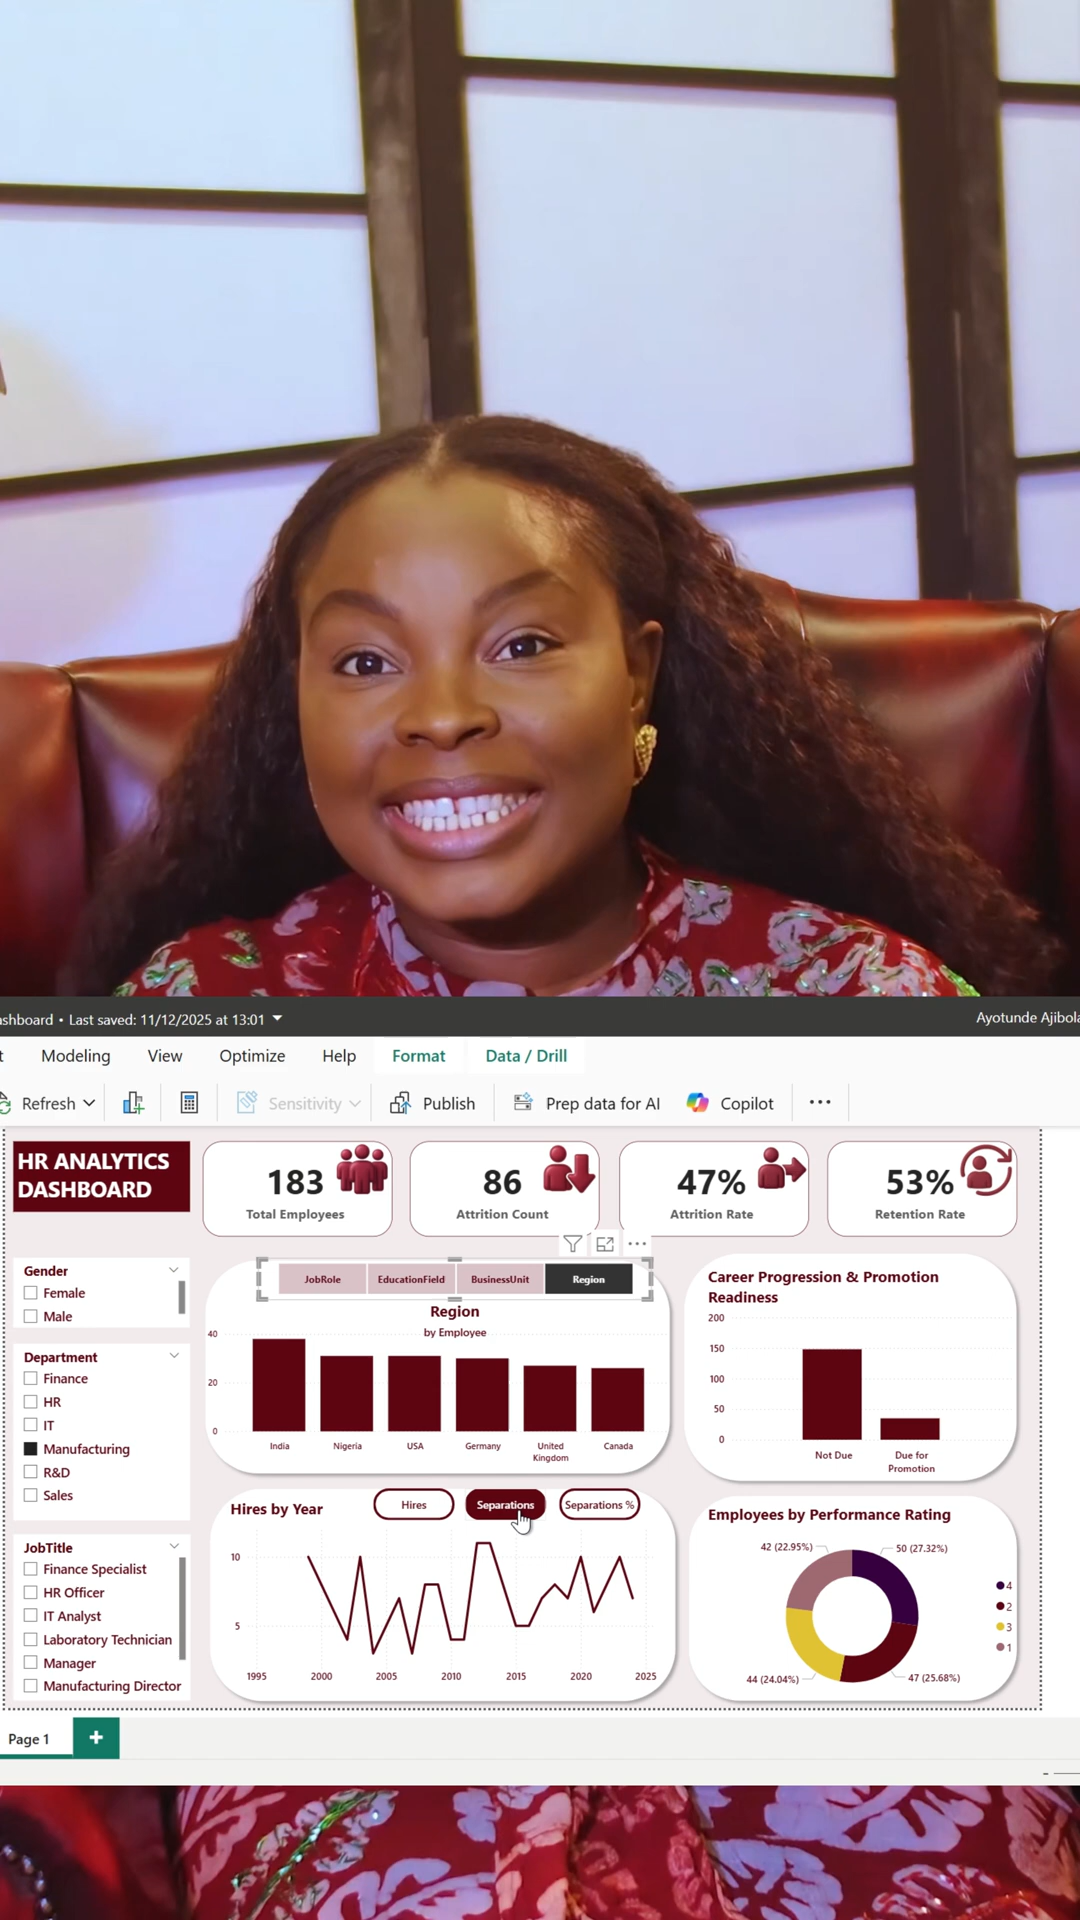 ashboard • Last saved: 11/12/2025 at 13:01
Ayotunde Ajibola
t Modeling View Optimize Help Format Data / Drill
Refresh Sensitivity Publish Prep data for AI Copilot ...
HR ANALYTICS
DASHBOARD
183
Total Employees
86
Attrition Count
47%
Attrition Rate
53%
Retention Rate
Gender
Female
Male
Department
Finance
HR
IT
Manufacturing
R&D
Sales
JobTitle
Finance Specialist
HR Officer
IT Analyst
Laboratory Technician
Manager
Manufacturing Director
JobRole EducationField BusinessUnit Region
Region
by Employee
40
20
0
India Nigeria USA Germany United Kingdom Canada
Career Progression & Promotion
Readiness
200
150
100
50
0
Not Due Due for Promotion
Hires by Year Hires Separations Separations %
10
5
1995 2000 2005 2010 2015 2020 2025
Employees by Performance Rating
42 (22.95%) 50 (27.32%)
4
2
3
1
44 (24.04%) 47 (25.68%)
Page 1 +